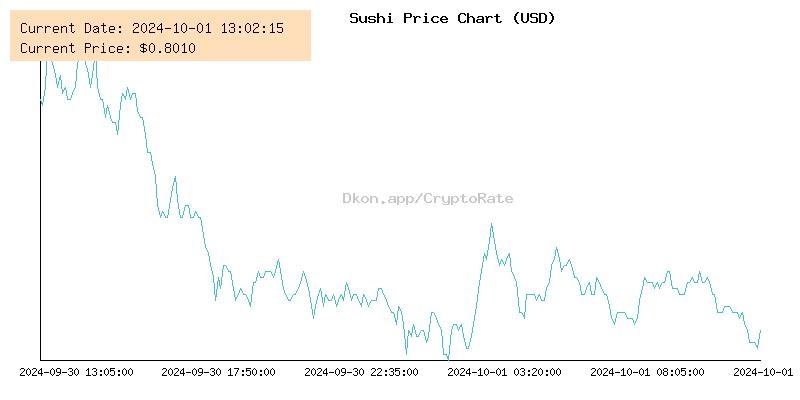 Sushi Price Chart (USD)
Current Date: 2024-10-01 13:02:15
Current Price: $0.8010
Dkon.app/CryptoRate
2024-09-30 13:05:00 2024-09-30 17:50:00 2024-09-30 22:35:00 2024-10-01 03:20:00 2024-10-01 08:05:00 2024-10-01